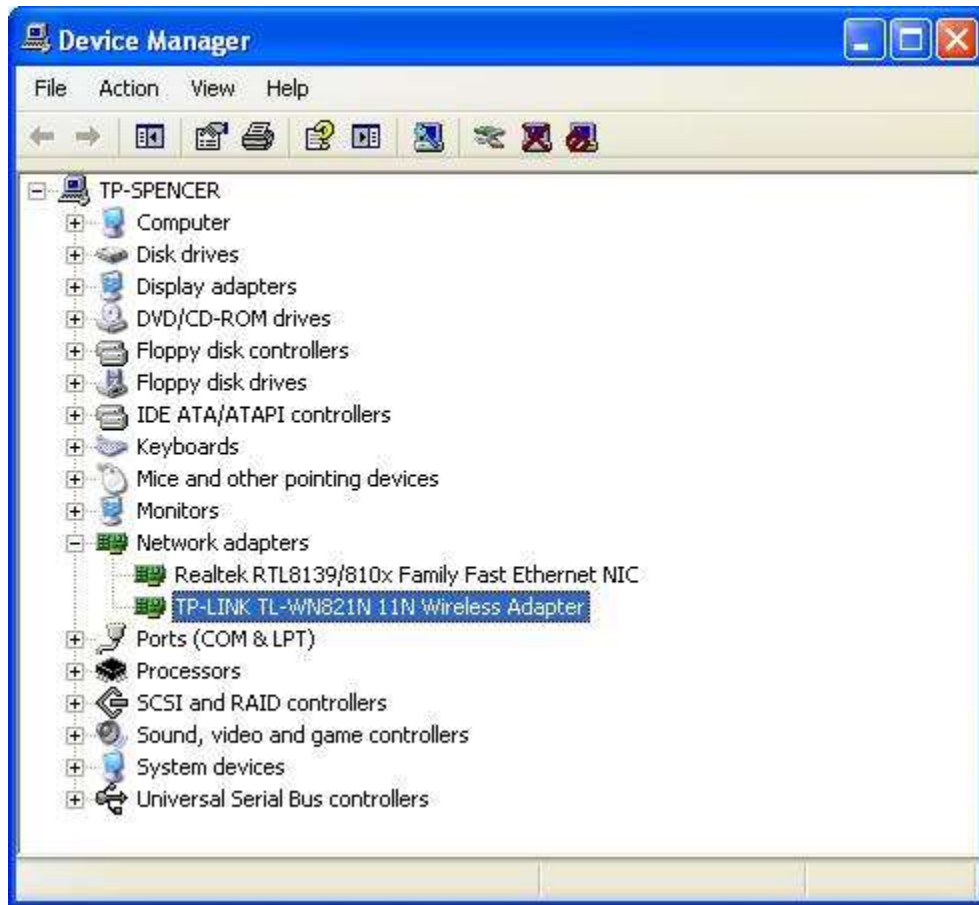 Device Manager
File Action View Help
TP-SPENCER
Computer
Disk drives
Display adapters
DVD/CD-ROM drives
Floppy disk controllers
Floppy disk drives
IDE ATA/ATAPI controllers
Keyboards
Mice and other pointing devices
Monitors
Network adapters
Realtek RTL8139/810x Family Fast Ethernet NIC
TP-LINK TL-WN821N 11N Wireless Adapter
Ports (COM & LPT)
Processors
SCSI and RAID controllers
Sound, video and game controllers
System devices
Universal Serial Bus controllers